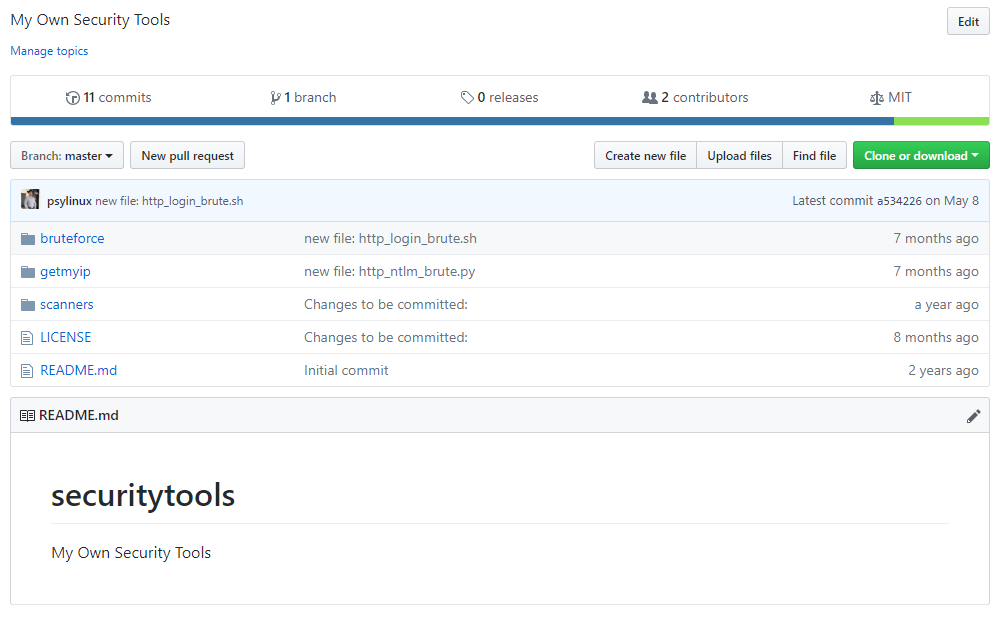 My Own Security Tools
Edit
Manage topics
11 commits 1 branch 0 releases 2 contributors MIT
Branch: master New pull request Create new file Upload files Find file Clone or download
psylinux new file: http_login_brute.sh Latest commit a534226 on May 8
bruteforce new file: http_login_brute.sh 7 months ago
getmyip new file: http_ntlm_brute.py 7 months ago
scanners Changes to be committed: a year ago
LICENSE Changes to be committed: 8 months ago
README.md Initial commit 2 years ago
README.md
securitytools
My Own Security Tools